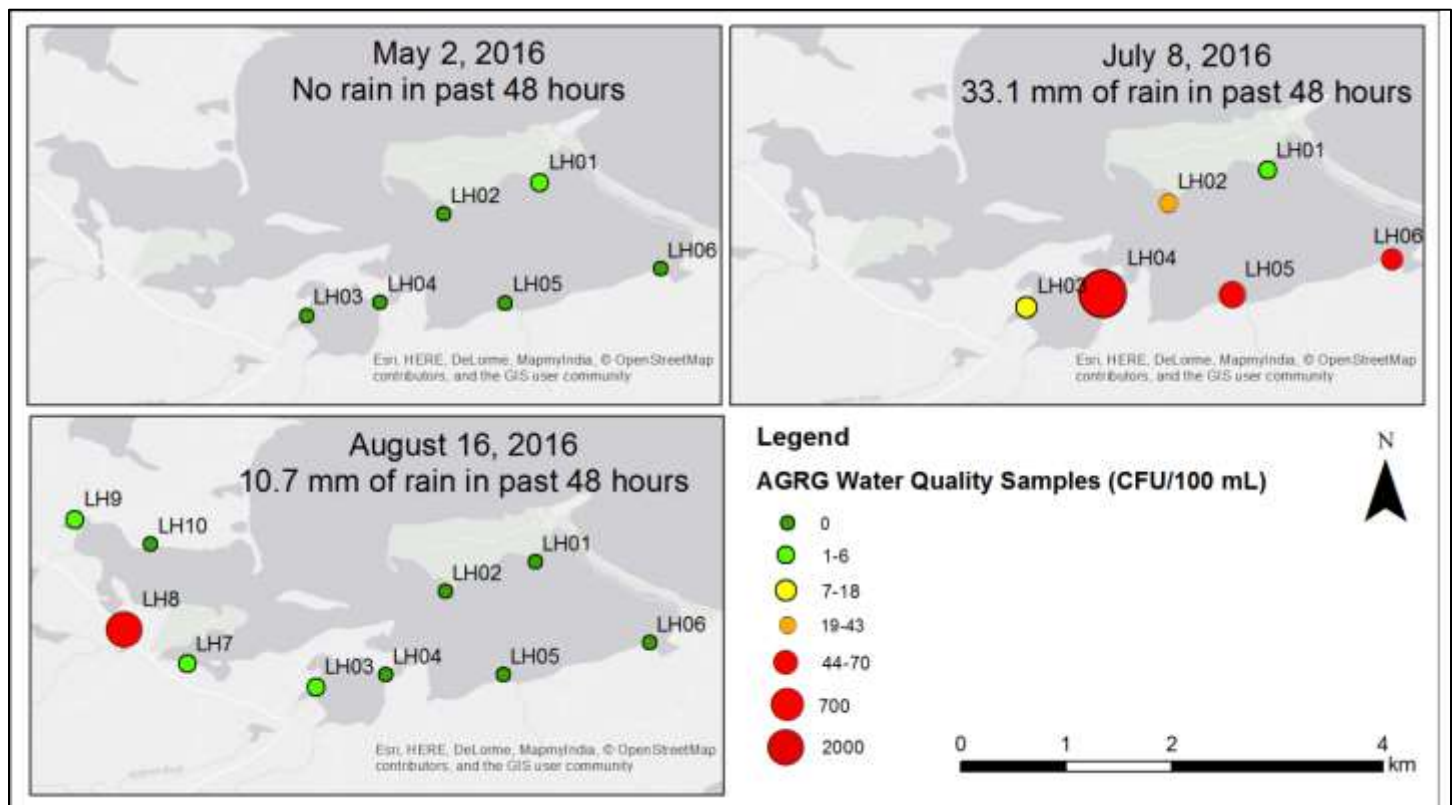 May 2, 2016
No rain in past 48 hours
LH01
LH02
LH06
LH03
LH04
LH05
Esri, HERE, DeLorme, MapmyIndia, © OpenStreetMap
contributors, and the GIS user community
July 8, 2016
33.1 mm of rain in past 48 hours
LH01
LH02
LH06
LH04
LH03
LH05
Esri, HERE, DeLorme, MapmyIndia, © OpenStreetMap
contributors, and the GIS user community
August 16, 2016
10.7 mm of rain in past 48 hours
LH9
LH10
LH01
LH02
LH8
LH06
LH7
LH03
LH04
LH05
Esri, HERE, DeLorme, MapmyIndia, © OpenStreetMap
contributors, and the GIS user community
Legend
AGRG Water Quality Samples (CFU/100 mL)
N
0
1-6
7-18
19-43
44-70
700
2000
0 1 2 4
km